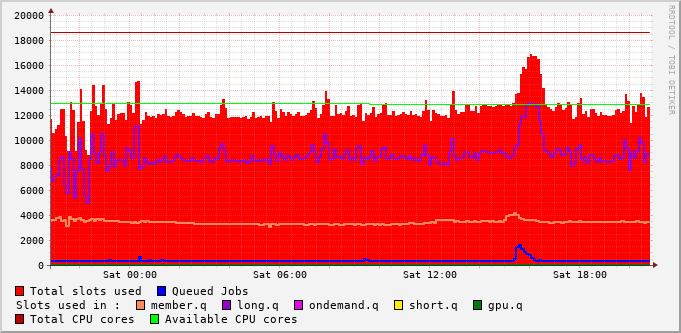 20000
18000
16000
14000
12000
10000
8000
6000
4000
2000
0
Sat 00:00 Sat 06:00 Sat 12:00 Sat 18:00
RRDTOOL / TOBI OETIKER
Total slots used Queued Jobs
Slots used in : member.q long.q ondemand.q short.q gpu.q
Total CPU cores Available CPU cores